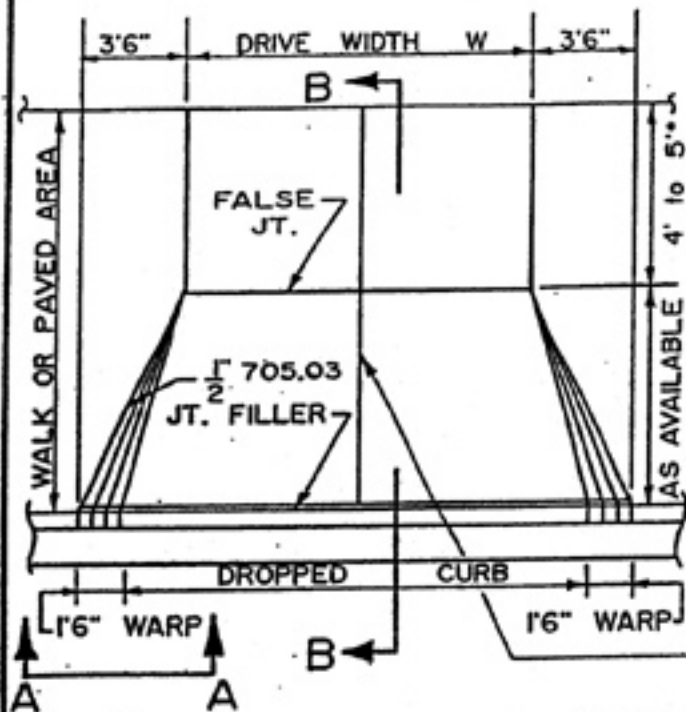 3'6" DRIVE WIDTH W 3'6"
B
WALK OR PAVED AREA
4' to 5'*
FALSE
JT.
AS AVAILABLE
1/2" 705.03
JT. FILLER
DROPPED CURB
1'6" WARP
1'6" WARP
B
A A